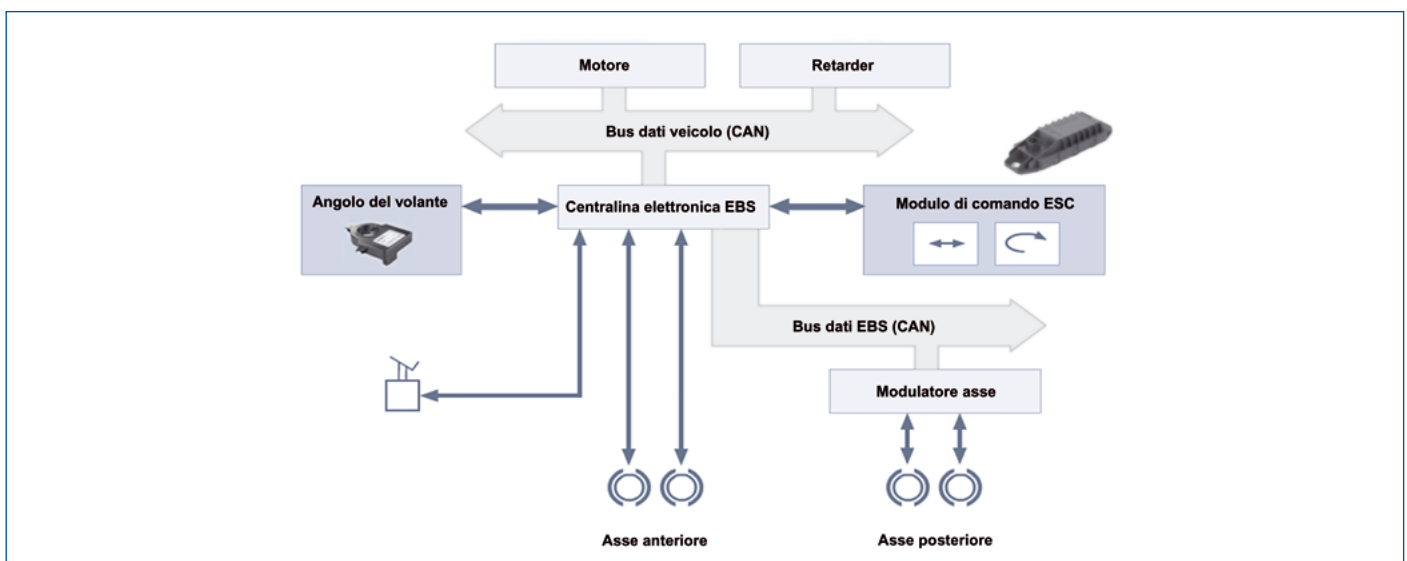 Motore
Retarder
Bus dati veicolo (CAN)
Angolo del volante
Centralina elettronica EBS
Modulo di comando ESC
Bus dati EBS (CAN)
Modulatore asse
Asse anteriore
Asse posteriore